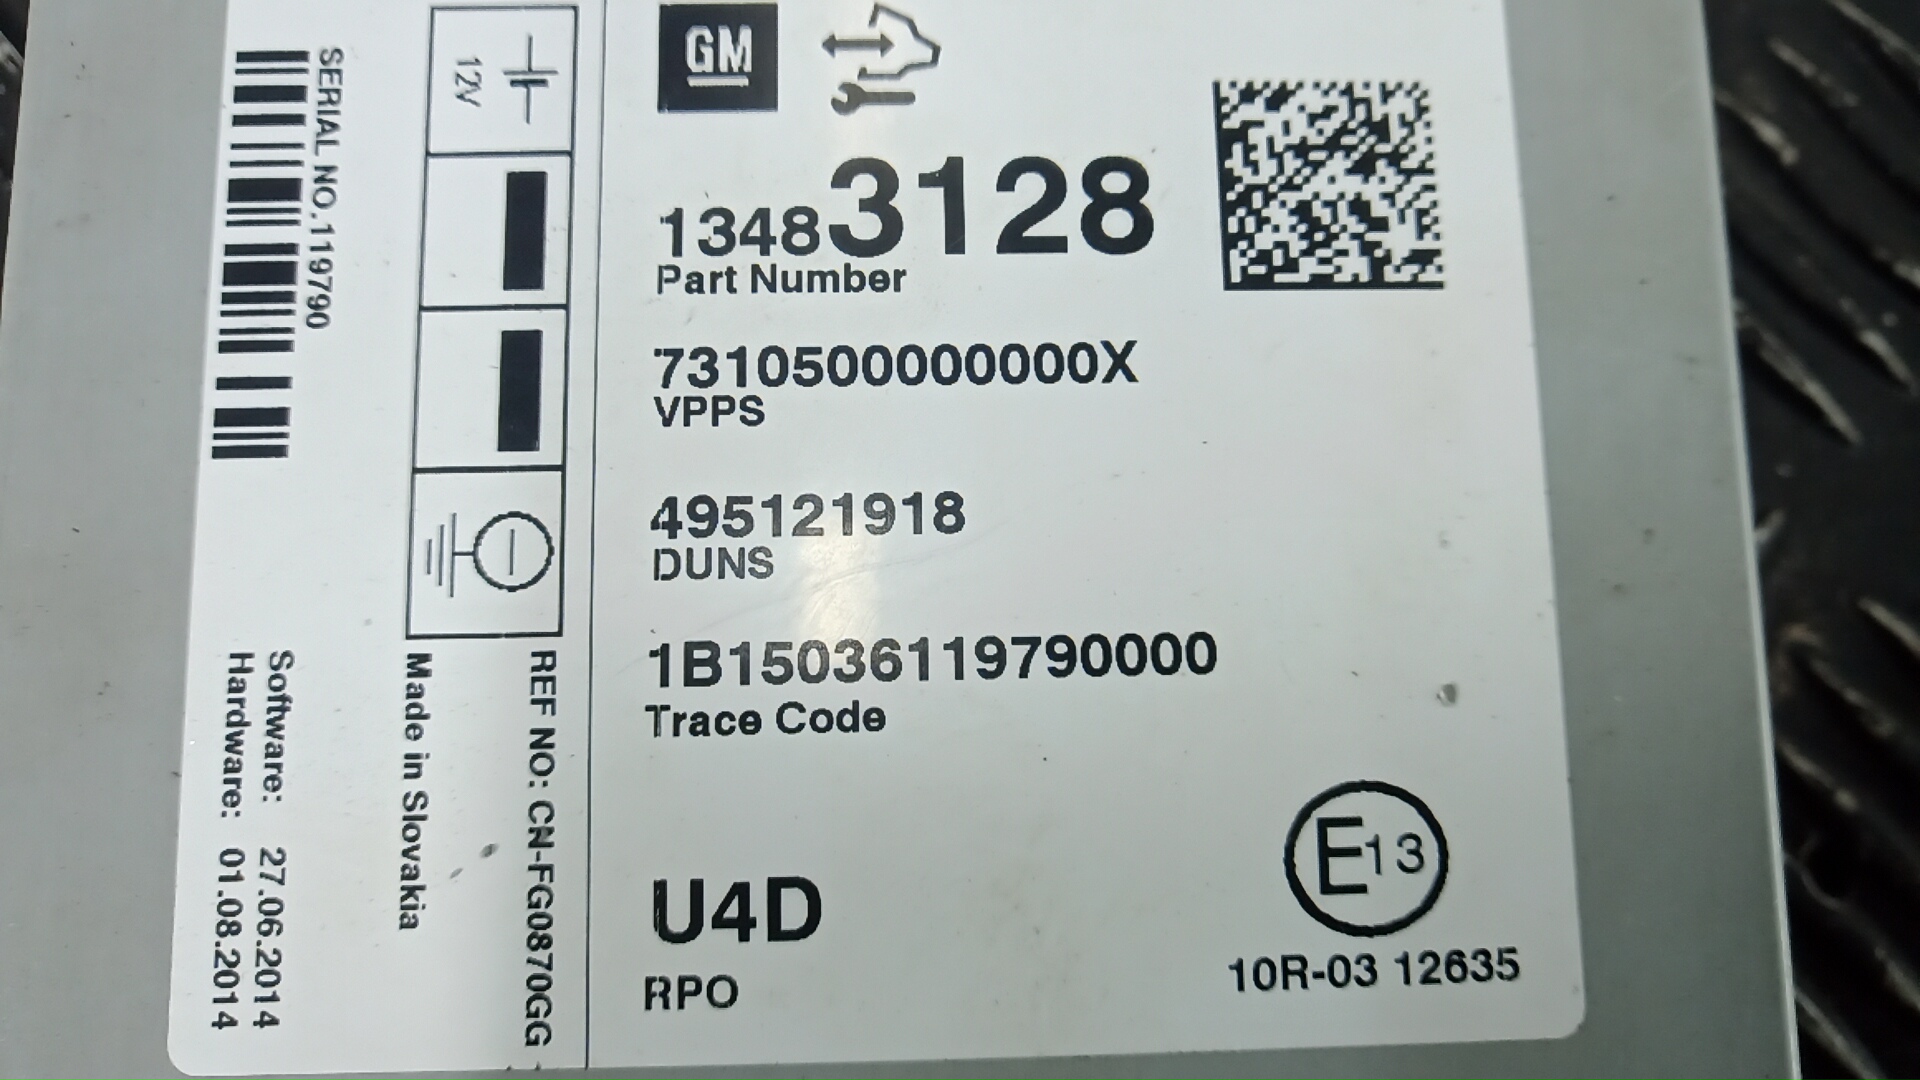 GM
13483128
Part Number
7310500000000X
VPPS
495121918
DUNS
1B15036119790000
Trace Code
U4D
RPO
E13
10R-03 12635
12V
SERIAL NO.119790
REF NO: CN-FG0870GG
Made in Slovakia
Software: 27.06.2014
Hardware: 01.08.2014